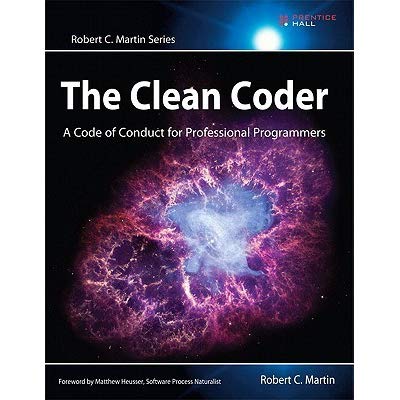 Robert C. Martin Series
PRENTICE
HALL
The Clean Coder
A Code of Conduct for Professional Programmers
Foreword by Matthew Heusser, Software Process Naturalist
Robert C. Martin